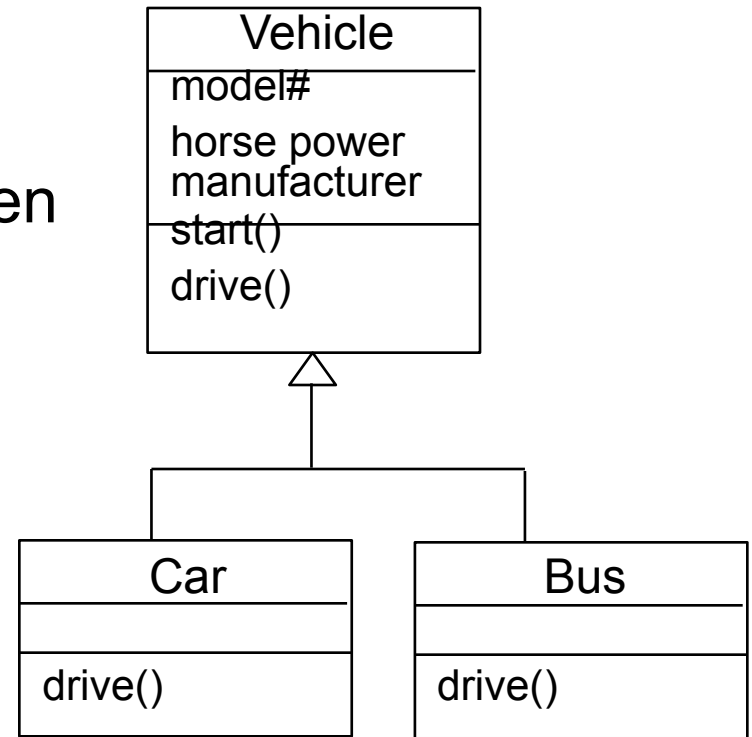 Vehicle
model#
horse power
manufacturer
en
start()
drive()
Car
Bus
drive()
drive()